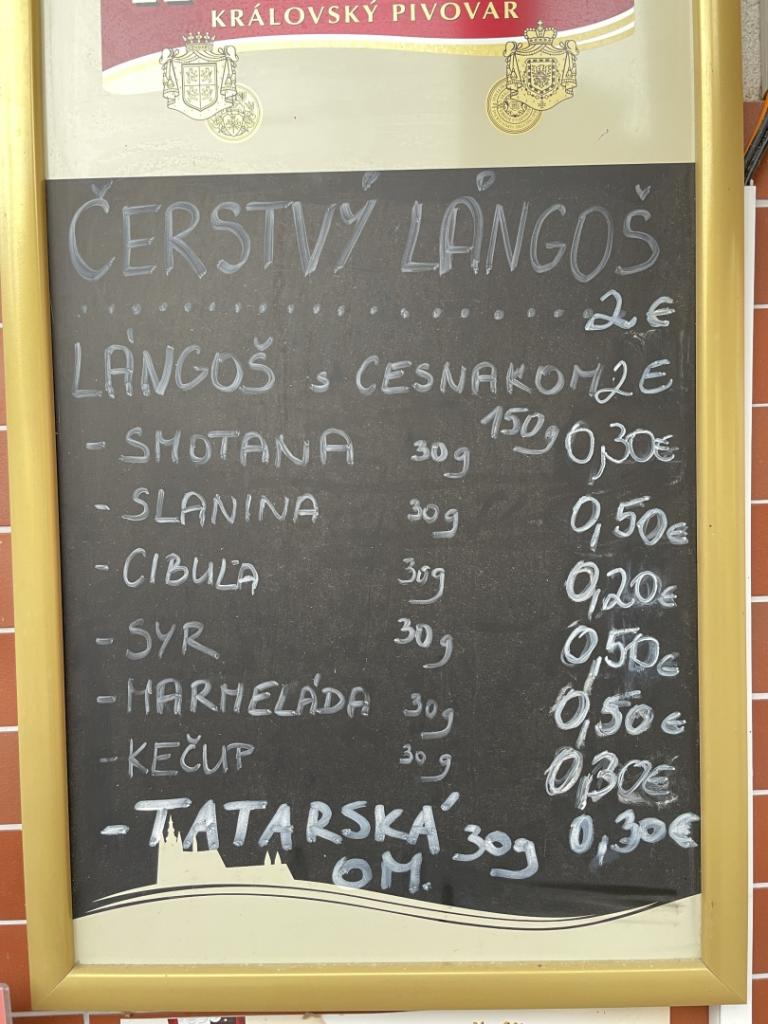 KRÁLOVSKÝ PIVOVAR
ČERSTVÝ LÁNGOŠ
2€
LÁNGOŠ s CESNAKOM 2€
150g
- SMOTANA 30g 0,30€
- SLANINA 30g 0,50€
- CIBUĽA 30g 0,20€
- SYR 30g 0,50€
- MARMELÁDA 30g 0,50€
- KEČUP 30g 0,30€
- TATARSKÁ 30g 0,30€
OM.